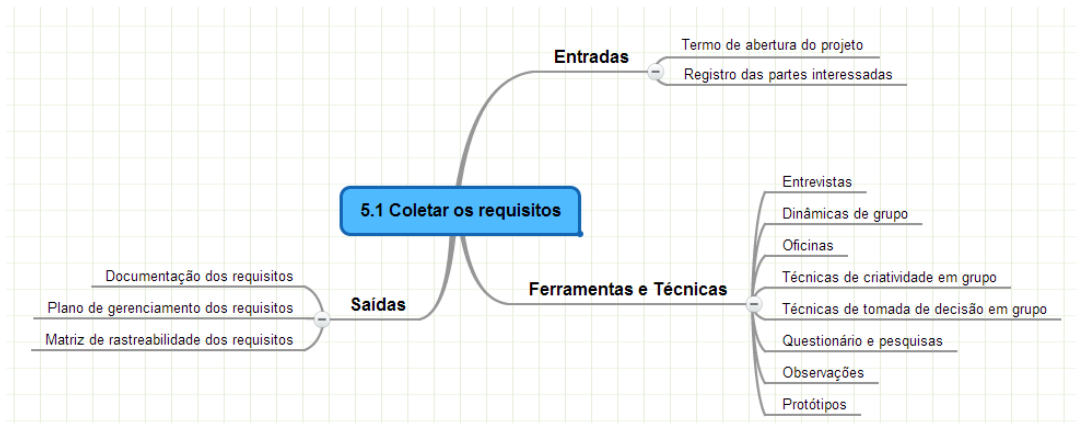 Entradas
Termo de abertura do projeto
Registro das partes interessadas
5.1 Coletar os requisitos
Ferramentas e Técnicas
Entrevistas
Dinâmicas de grupo
Oficinas
Técnicas de criatividade em grupo
Técnicas de tomada de decisão em grupo
Questionário e pesquisas
Observações
Protótipos
Saídas
Documentação dos requisitos
Plano de gerenciamento dos requisitos
Matriz de rastreabilidade dos requisitos